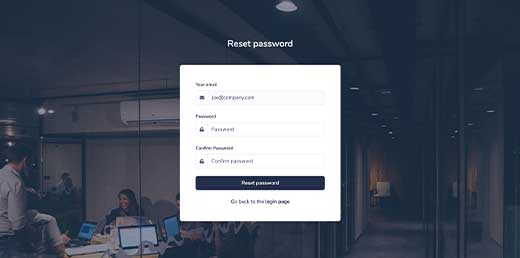 Reset password
Your email
joe@company.com
Password
Password
Confirm Password
Confirm password
Reset password
Go back to the login page